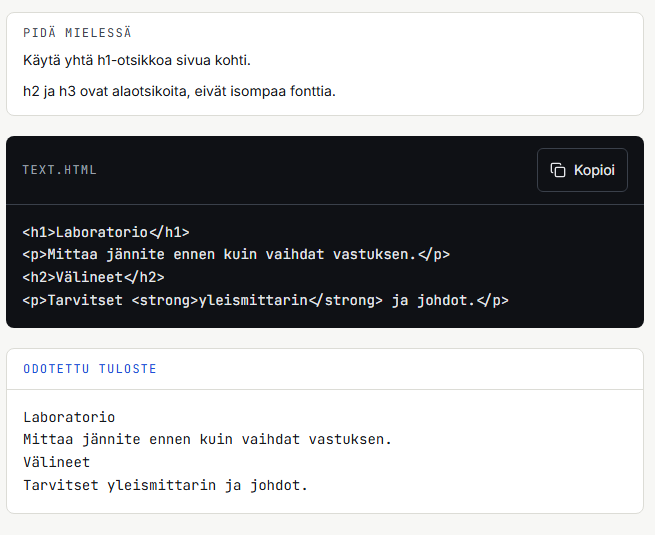 PIDÄ MIELESSÄ
Käytä yhtä h1-otsikkoa sivua kohti.
h2 ja h3 ovat alaotsikoita, eivät isompaa fonttia.
TEXT.HTML
Kopioi
<h1>Laboratorio</h1>
<p>Mittaa jännite ennen kuin vaihdat vastuksen.</p>
<h2>Välineet</h2>
<p>Tarvitset <strong>yleismittarin</strong> ja johdot.</p>
ODOTETTU TULOSTE
Laboratorio
Mittaa jännite ennen kuin vaihdat vastuksen.
Välineet
Tarvitset yleismittarin ja johdot.